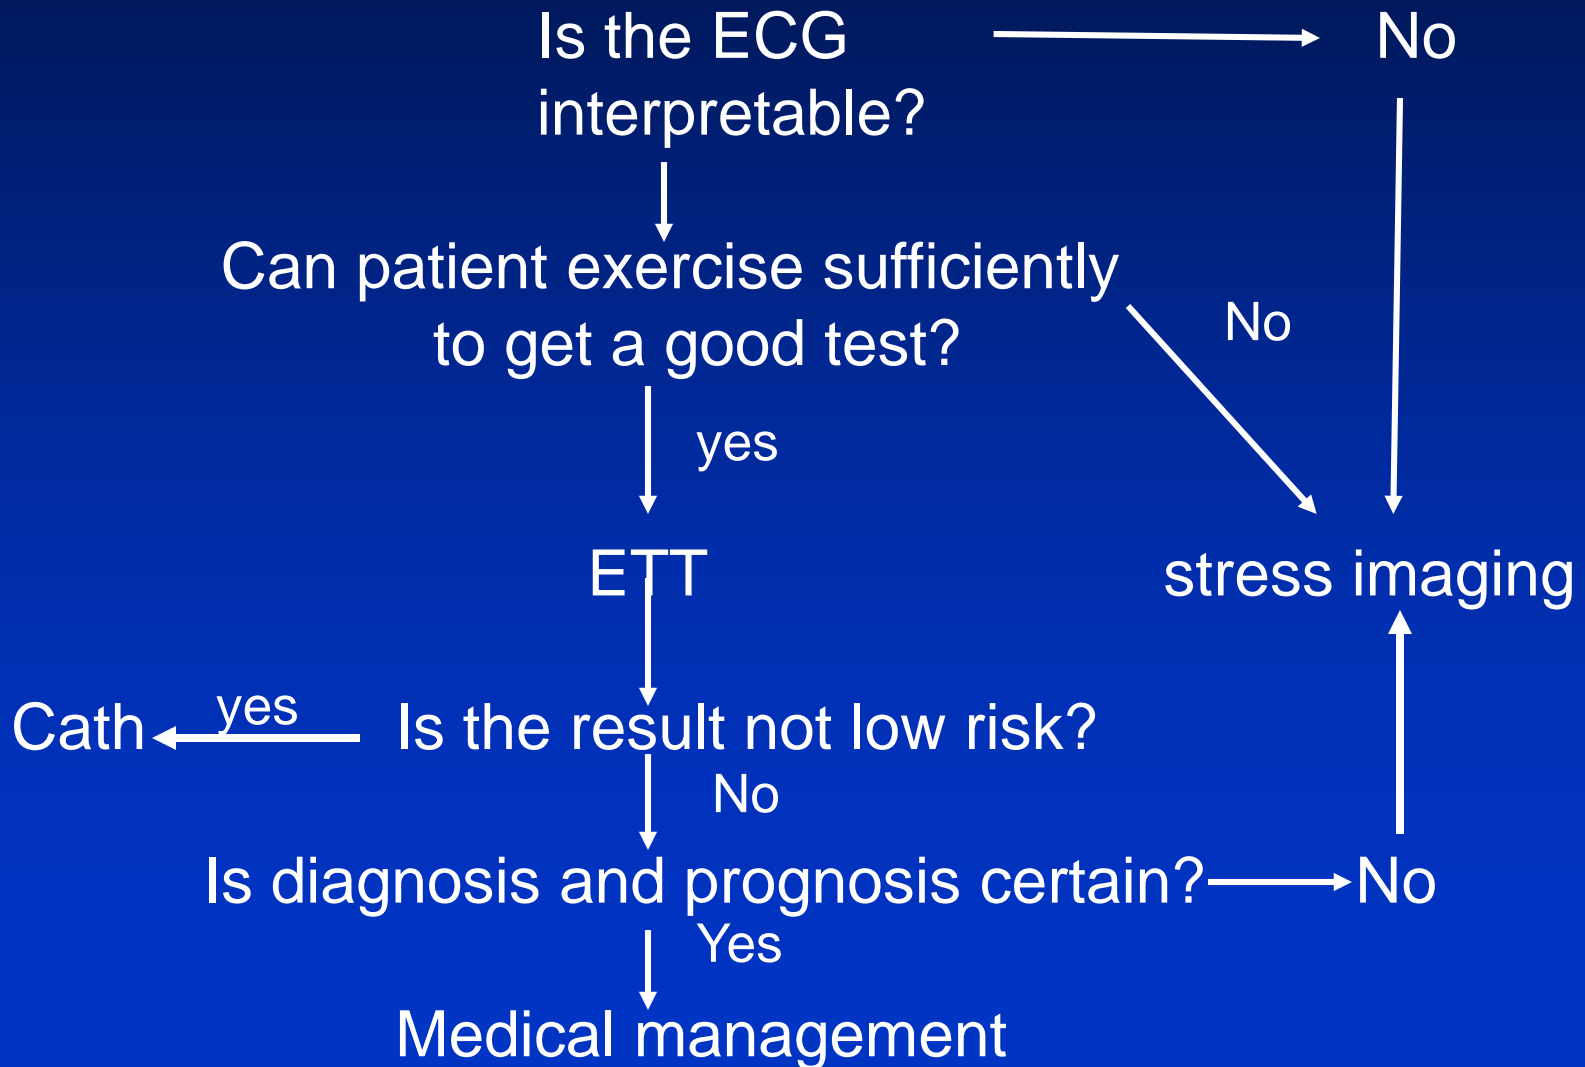 Is the ECG
No
interpretable?
Can patient exercise sufficiently
No
to get a good test?
yes
ETT
stress imaging
Cath
yes
Is the result not low risk?
No
Is diagnosis and prognosis certain?
No
Yes
Medical management